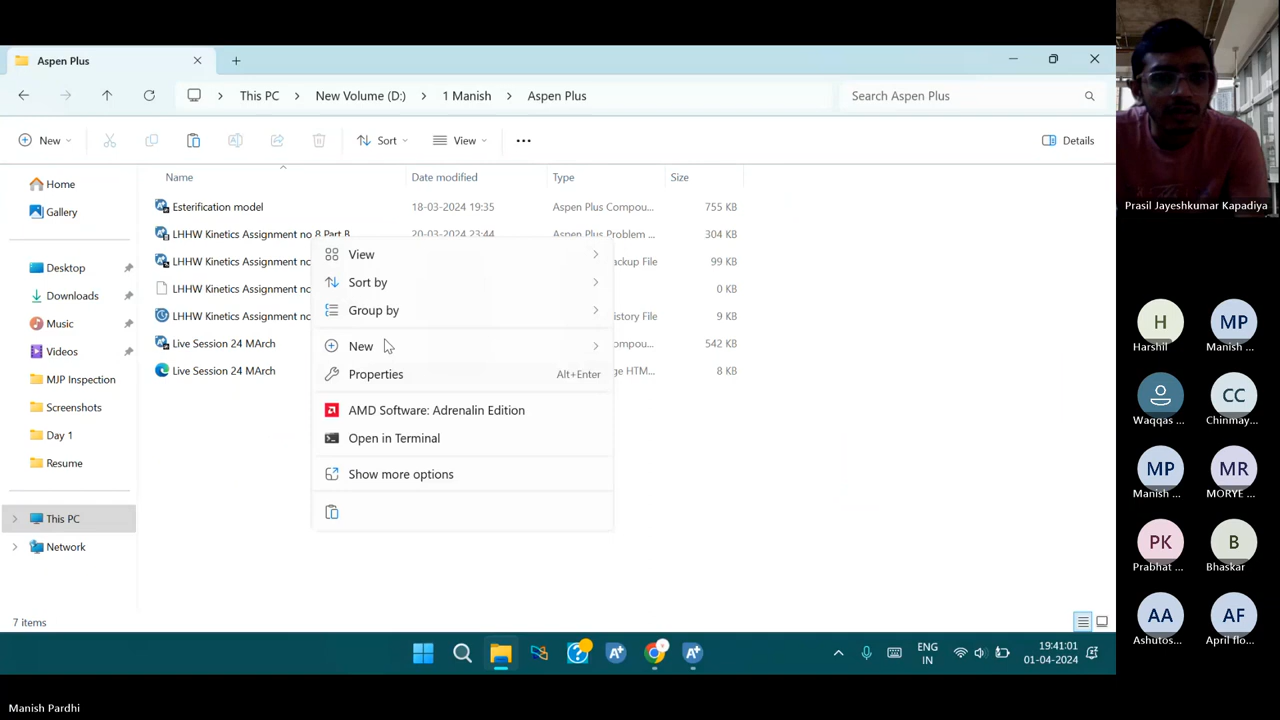 Aspen Plus
This PC
New Volume (D:)
1 Manish
Aspen Plus
Search Aspen Plus
New
Sort
View
Details
Name
Date modified
Type
Size
Home
Gallery
Desktop
Downloads
Music
Videos
MJP Inspection
Screenshots
Day 1
Resume
This PC
Network
Esterification model
18-03-2024 19:35
Aspen Plus Compou...
755 KB
LHHW Kinetics Assignment no 8 Part B
20-03-2024 23:44
Aspen Plus Problem ...
304 KB
LHHW Kinetics Assignment no
ackup File
99 KB
LHHW Kinetics Assignment no
0 KB
LHHW Kinetics Assignment no
istory File
9 KB
Live Session 24 MArch
ompou...
542 KB
Live Session 24 MArch
ge HTM...
8 KB
View
Sort by
Group by
New
Properties
Alt+Enter
AMD Software: Adrenalin Edition
Open in Terminal
Show more options
7 items
ENG
IN
19:41:01
01-04-2024
Manish Pardhi
Prasil Jayeshkumar Kapadiya
H
Harshil
MP
Manish ...
Waqqas ...
CC
Chinmay...
MP
Manish ...
MR
MORYE ...
PK
Prabhat ...
B
Bhaskar
AA
Ashutos...
AF
April flo...